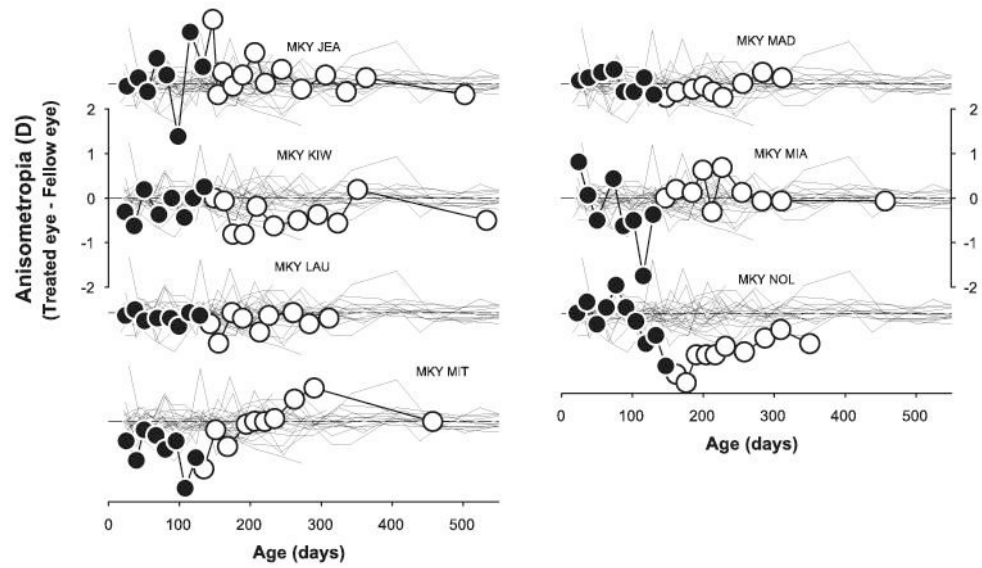 MKY JEA
MKY MAD
2
1
0
-1
-2
Anisometropia (D)
(Treated eye - Fellow eye)
MKY KIW
MKY MIA
2
1
0
-1
-2
MKY LAU
MKY NOL
MKY MIT
0 100 200 300 400 500
Age (days)
0 100 200 300 400 500
Age (days)